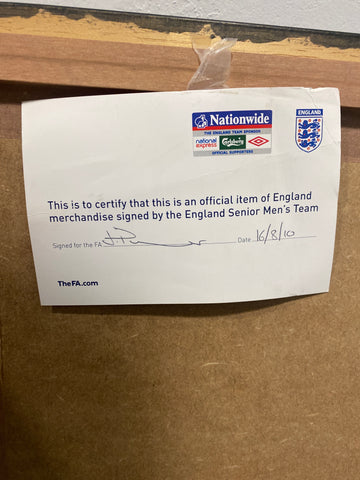 Nationwide
THE ENGLAND TEAM SPONSOR
national express
Carlsberg
umbro
OFFICIAL SUPPORTERS
ENGLAND
This is to certify that this is an official item of England
merchandise signed by the England Senior Men's Team
Signed for the FA
Date 16/8/10
TheFA.com